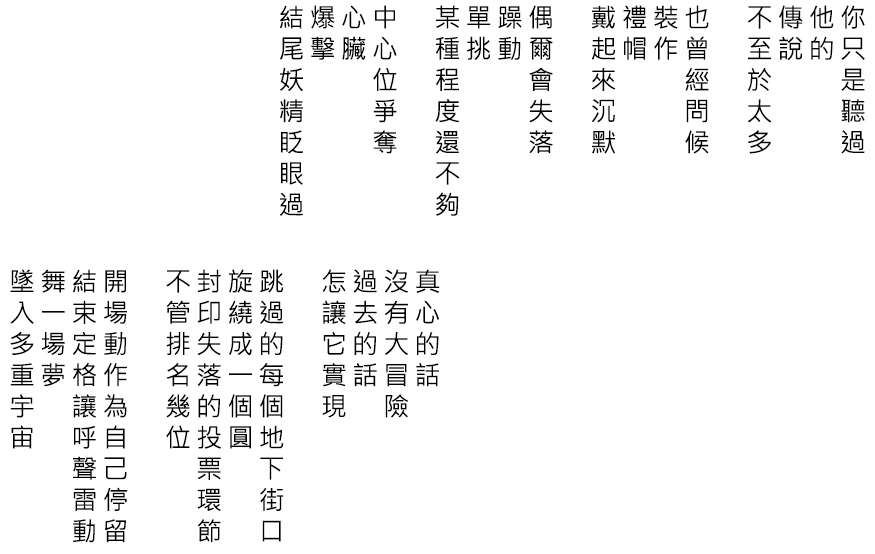 你只是聽過
他的
傳說
不至於太多
也曾經問候
裝作
禮帽
戴起來沉默
偶爾會失落
躁動
單挑
某種程度還不夠
中心位爭奪
心臟
爆擊
結尾妖精眨眼過
真心的話
沒有大冒險
過去的話
怎讓它實現
跳過的每個地下街口
旋繞成一個圓
封印失落的投票環節
不管排名幾位
開場動作為自己停留
結束定格讓呼聲雷動
舞一場夢
墜入多重宇宙